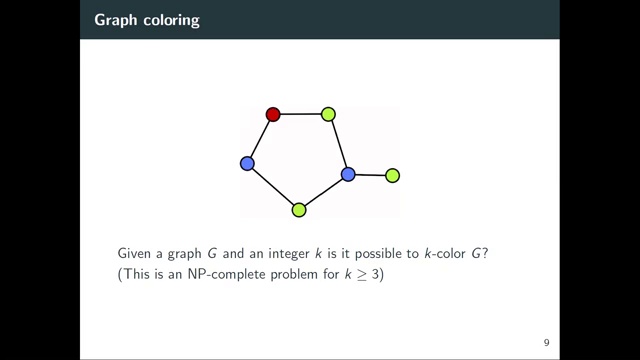 Graph coloring
Given a graph G and an integer k is it possible to k-color G?
(This is an NP-complete problem for k ≥ 3)
9